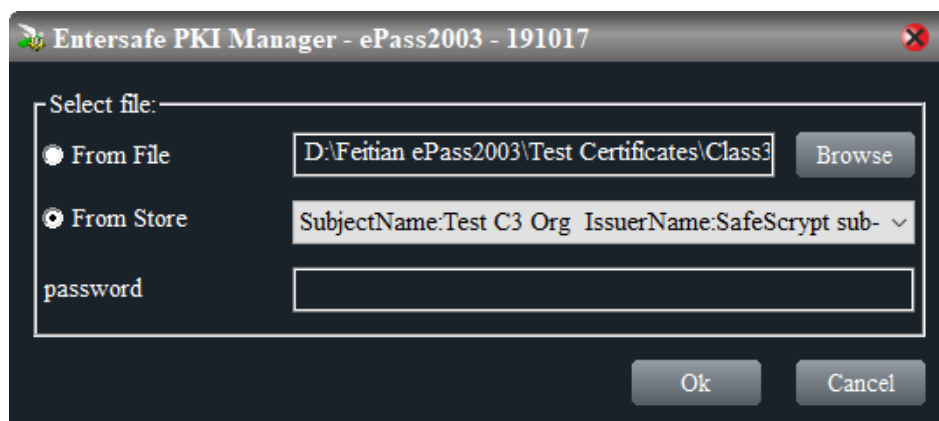 Entersafe PKI Manager - ePass2003 - 191017
Select file:
From File D:\Feitian ePass2003\Test Certificates\Class3 Browse
From Store SubjectName:Test C3 Org IssuerName:SafeScrypt sub-
password
Ok Cancel